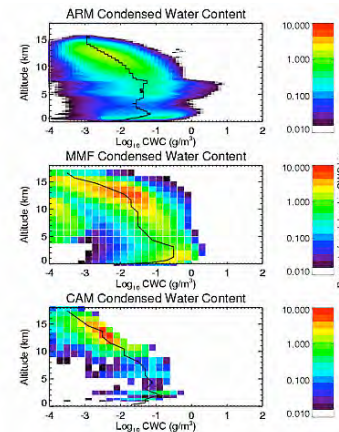 ARM Condensed Water Content
Altitude (km)
15
10
5
0
-4 -3 -2 -1 0 1 2
Log₁₀ CWC (g/m³)
10.000
1.000
0.100
0.010
MMF Condensed Water Content
Altitude (km)
15
10
5
0
-4 -3 -2 -1 0 1 2
Log₁₀ CWC (g/m³)
10.000
1.000
0.100
0.010
CAM Condensed Water Content
Altitude (km)
15
10
5
0
-4 -3 -2 -1 0 1 2
Log₁₀ CWC (g/m³)
10.000
1.000
0.100
0.010